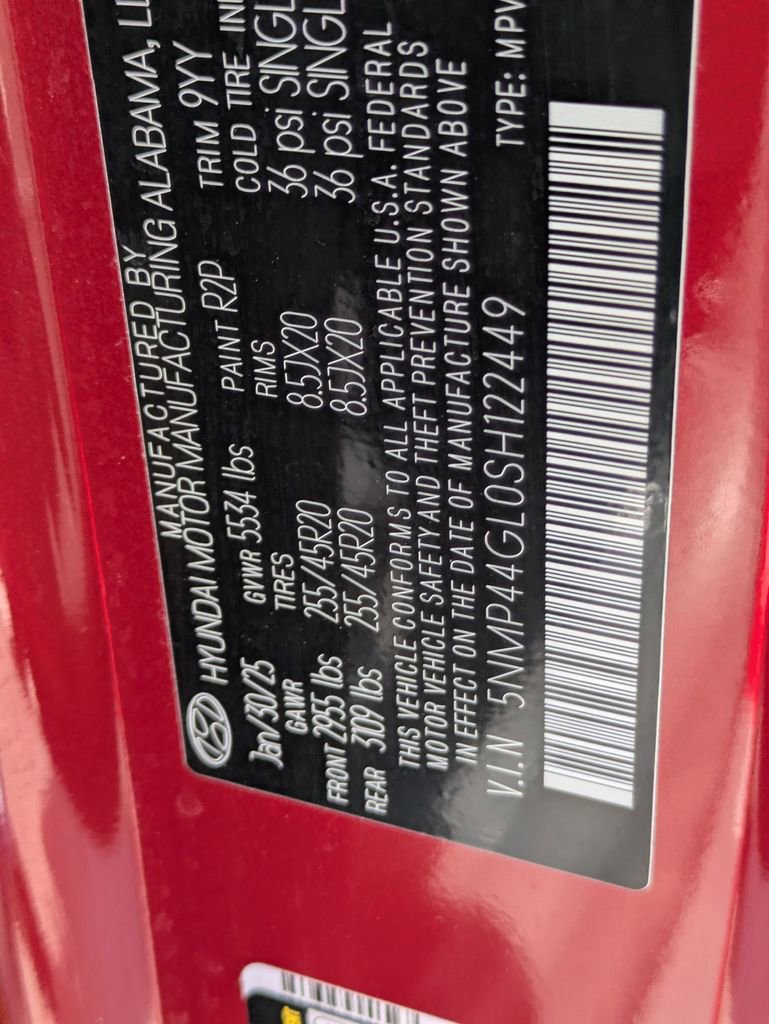 MANUFACTURED BY
HYUNDAI MOTOR MANUFACTURING ALABAMA,
Jan/30/25 GVWR 5534 lbs PAINT R2P TRIM 9YY
GAWR TIRES RIMS COLD TIRE
FRONT 2955 lbs 255/45R20 8.5JX20 36 psi SINGL
REAR 3109 lbs 255/45R20 8.5JX20 36 psi SINGL
THIS VEHICLE CONFORMS TO ALL APPLICABLE U.S.A. FEDERAL
MOTOR VEHICLE SAFETY AND THEFT PREVENTION STANDARDS
IN EFFECT ON THE DATE OF MANUFACTURE SHOWN ABOVE
V.I.N 5NMP44GL0SH122449 TYPE: MPV